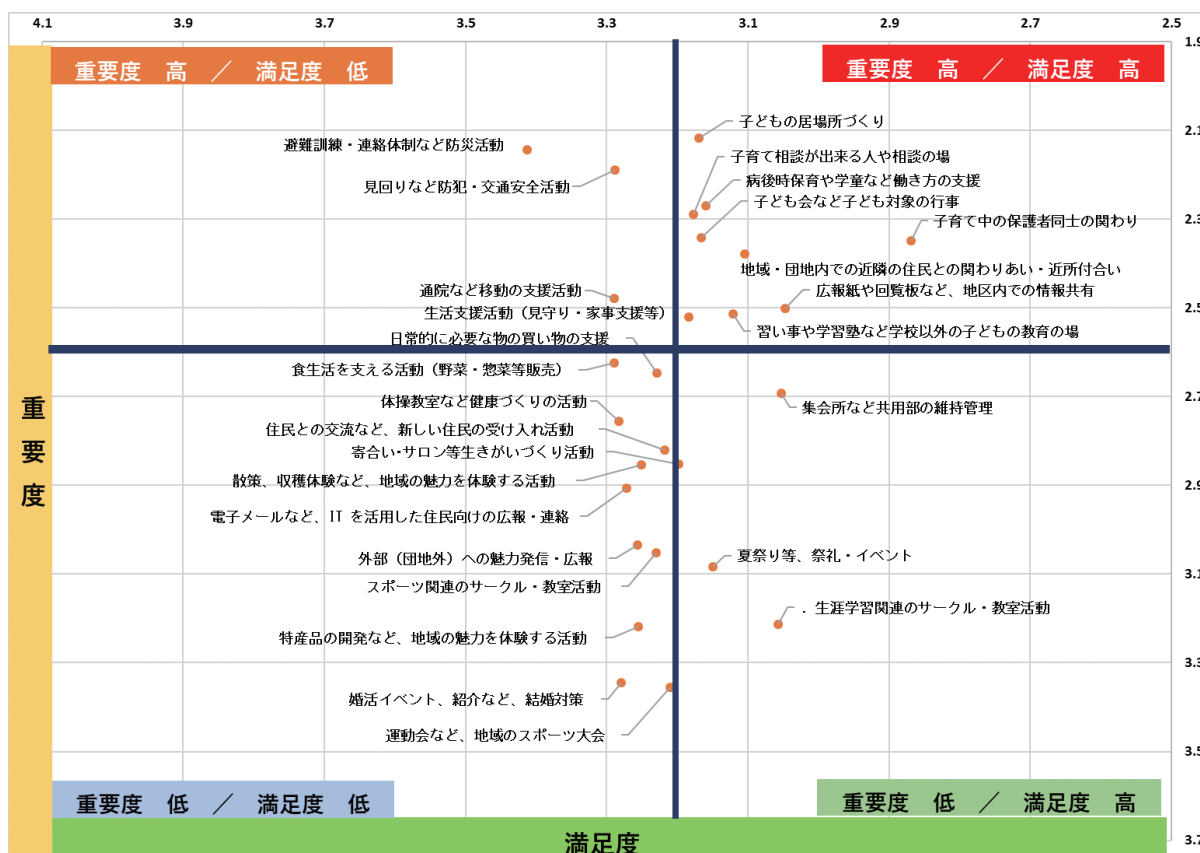 4.1 3.9 3.7 3.5 3.3 3.1 2.9 2.7 2.5
1.9
重要度 高 ／ 満足度 低
重要度 高 ／ 満足度 高
2.1
子どもの居場所づくり
避難訓練・連絡体制など防災活動
子育て相談が出来る人や相談の場
見回りなど防犯・交通安全活動
病後時保育や学童など働き方の支援
子ども会など子ども対象の行事
2.3
子育て中の保護者同士の関わり
地域・団地内での近隣の住民との関わりあい・近所付合い
通院など移動の支援活動
広報紙や回覧板など、地区内での情報共有
2.5
生活支援活動（見守り・家事支援等）
習い事や学習塾など学校以外の子どもの教育の場
日常的に必要な物の買い物の支援
食生活を支える活動（野菜・惣菜等販売）
2.7
体操教室など健康づくりの活動
集会所など共用部の維持管理
住民との交流など、新しい住民の受け入れ活動
寄合い・サロン等生きがいづくり活動
散策、収穫体験など、地域の魅力を体験する活動
2.9
電子メールなど、IT を活用した住民向けの広報・連絡
外部（団地外）への魅力発信・広報
夏祭り等、祭礼・イベント
3.1
スポーツ関連のサークル・教室活動
．生涯学習関連のサークル・教室活動
特産品の開発など、地域の魅力を体験する活動
3.3
婚活イベント、紹介など、結婚対策
運動会など、地域のスポーツ大会
3.5
重要度
重要度 低 ／ 満足度 低
重要度 低 ／ 満足度 高
満足度
3.7